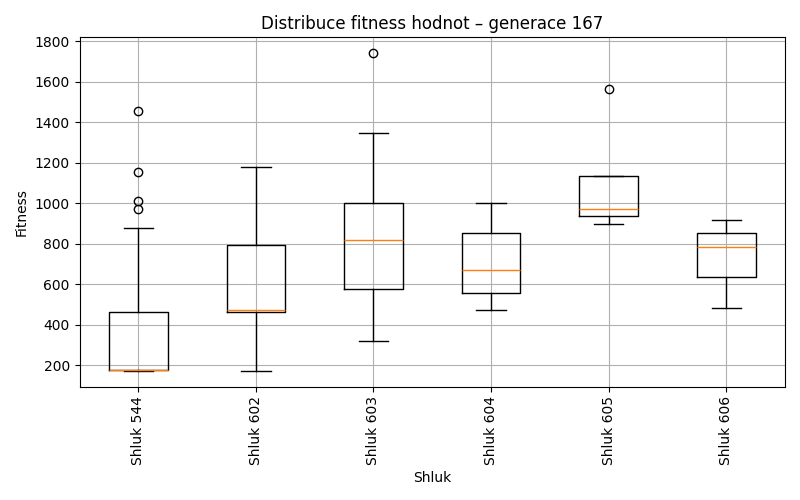 Distribuce fitness hodnot – generace 167
1800
1600
1400
1200
1000
800
600
400
200
Fitness
Shluk 544
Shluk 602
Shluk 603
Shluk 604
Shluk 605
Shluk 606
Shluk